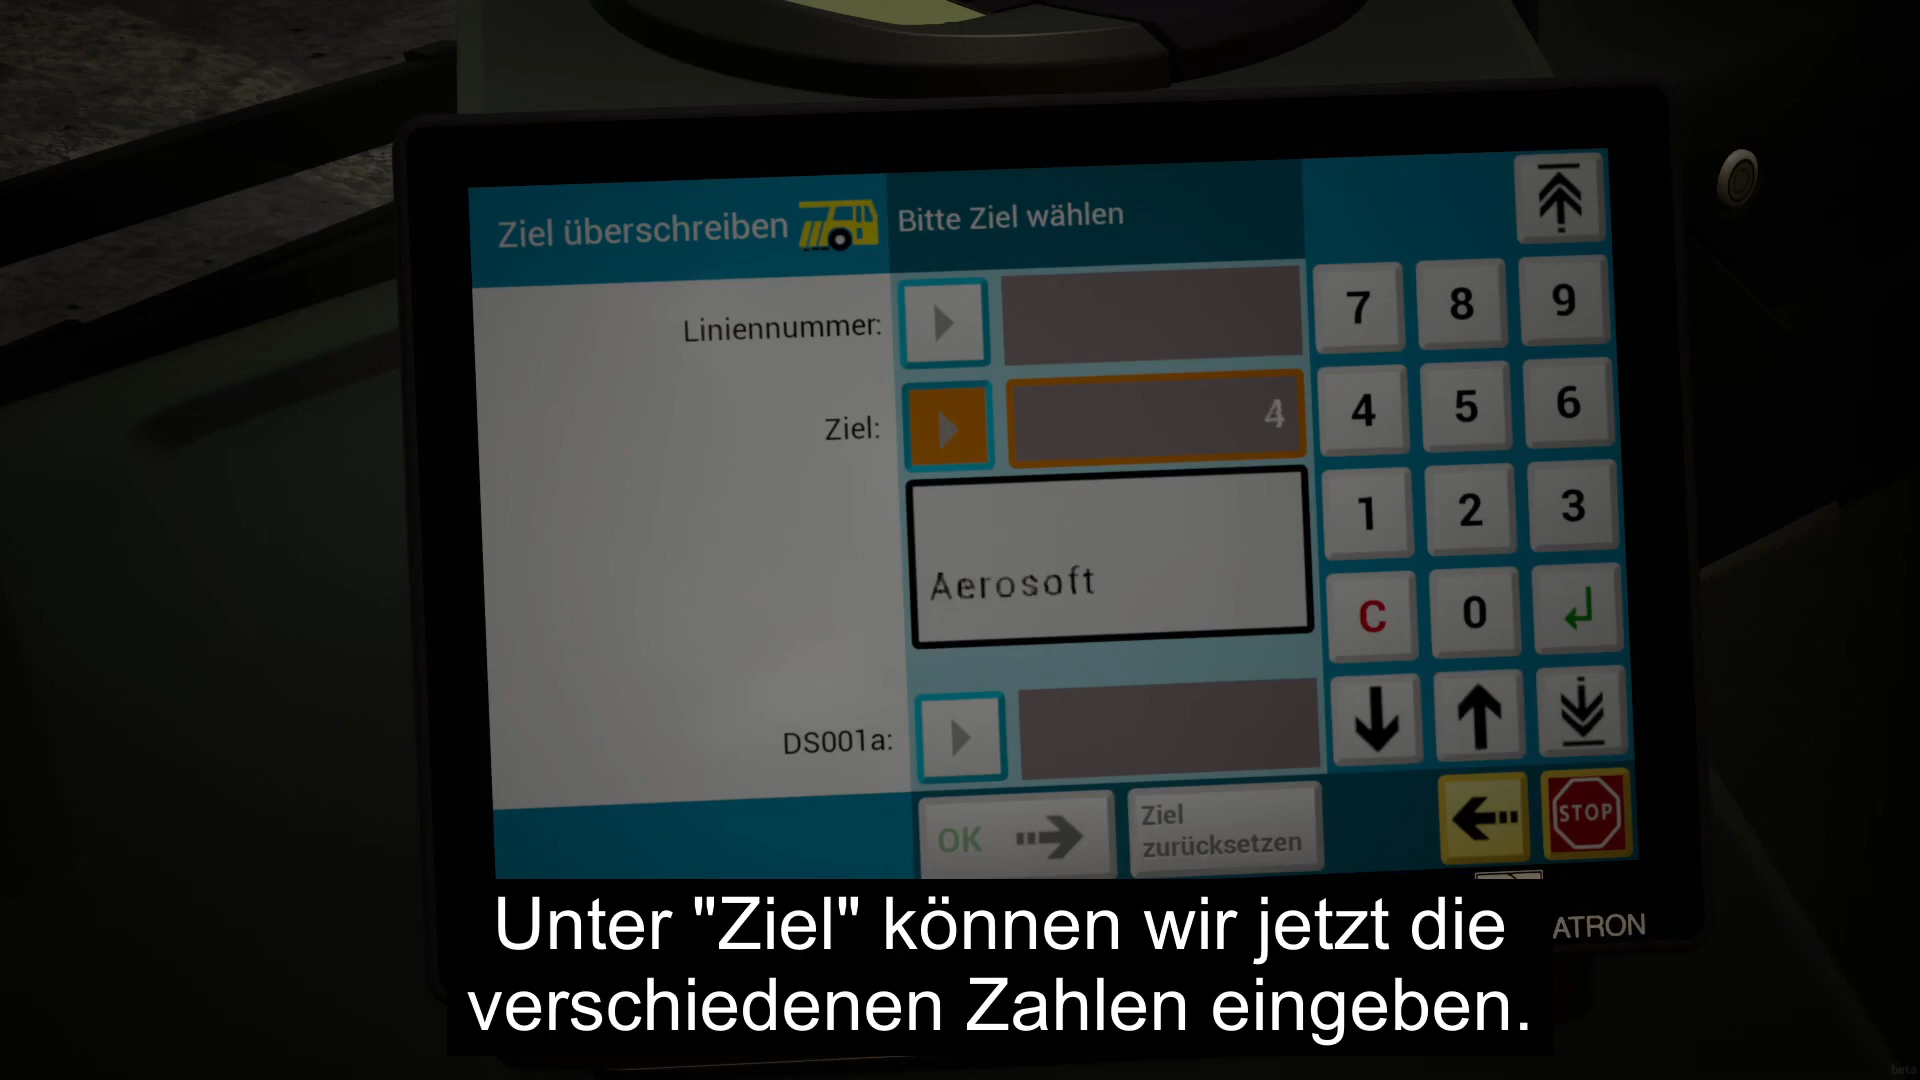 Ziel überschreiben
Bitte Ziel wählen
Liniennummer:
7 8 9
Ziel:
4
4 5 6
Aerosoft
1 2 3
C 0
DS001a:
OK
Ziel
zurücksetzen
STOP
ATRON
Unter "Ziel" können wir jetzt die
verschiedenen Zahlen eingeben.
beta